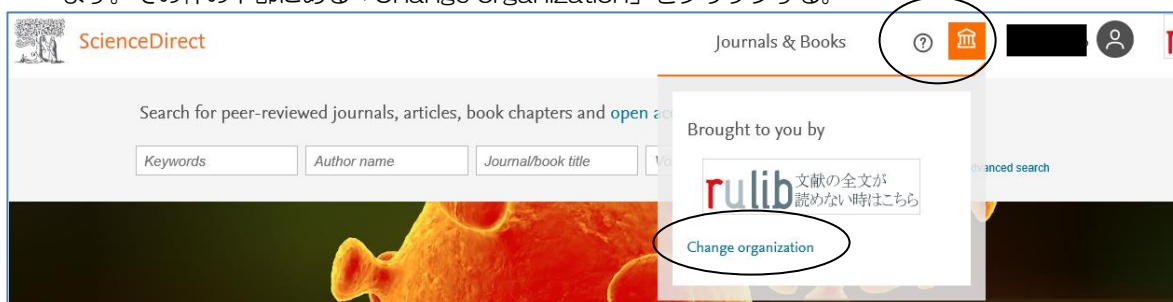 ます。その枠の下部にある「Change organization」をクリックする。
ScienceDirect
Journals & Books
?
Search for peer-reviewed journals, articles, book chapters and open ac
Keywords
Author name
Journal/book title
Vo
dvanced search
Brought to you by
rulib
文献の全文が
読めない時はこちら
Change organization